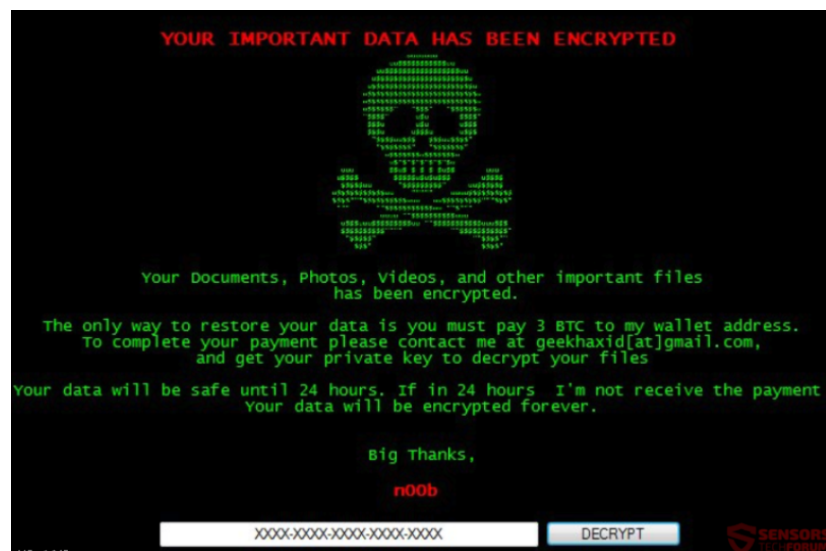 YOUR IMPORTANT DATA HAS BEEN ENCRYPTED
Your Documents, Photos, Videos, and other important files
has been encrypted.
The only way to restore your data is you must pay 3 BTC to my wallet address.
To complete your payment please contact me at geekhaxid[at]gmail.com,
and get your private key to decrypt your files
Your data will be safe until 24 hours. If in 24 hours I'm not receive the payment
Your data will be encrypted forever.
Big Thanks,
n00b
XXXX-XXXX-XXXX-XXXX-XXXX
DECRYPT
SENSORS
TECHFORUM